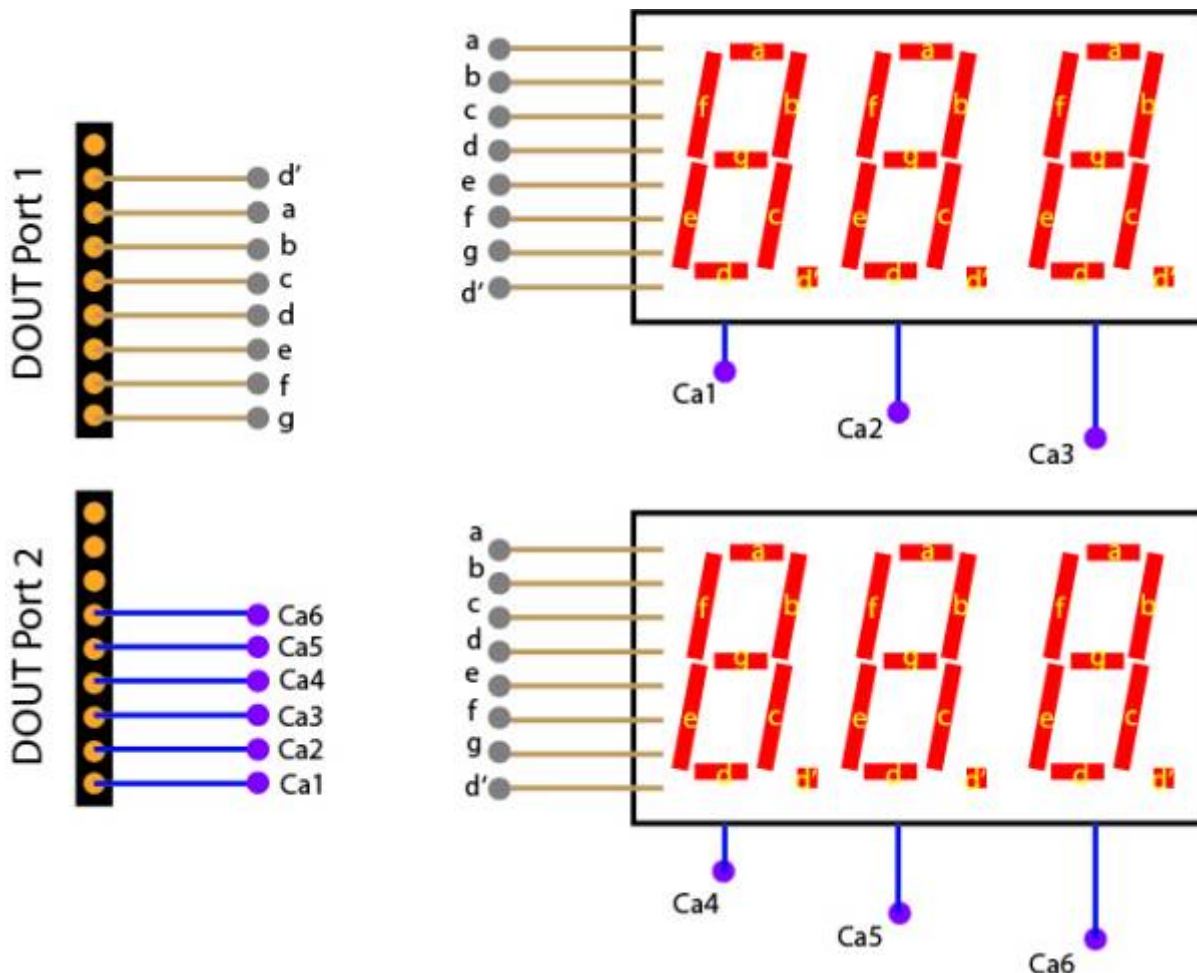 DOUT Port 1
d'
a
b
c
d
e
f
g
DOUT Port 2
Ca6
Ca5
Ca4
Ca3
Ca2
Ca1
a
b
c
d
e
f
g
d'
a a a
f b f b f b
g g g
e c e c e c
d d' d d' d d'
Ca1
Ca2
Ca3
a
b
c
d
e
f
g
d'
a a a
f b f b f b
g g g
e c e c e c
d d' d d' d d'
Ca4
Ca5
Ca6